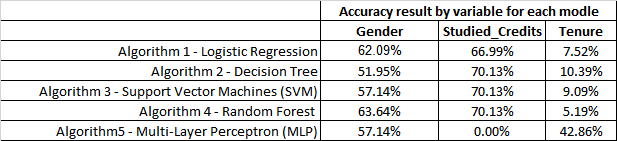 Accuracy result by variable for each modle
Gender Studied_Credits Tenure
Algorithm 1 - Logistic Regression 62.09% 66.99% 7.52%
Algorithm 2 - Decision Tree 51.95% 70.13% 10.39%
Algorithm 3 - Support Vector Machines (SVM) 57.14% 70.13% 9.09%
Algorithm 4 - Random Forest 63.64% 70.13% 5.19%
Algorithm5 - Multi-Layer Perceptron (MLP) 57.14% 0.00% 42.86%